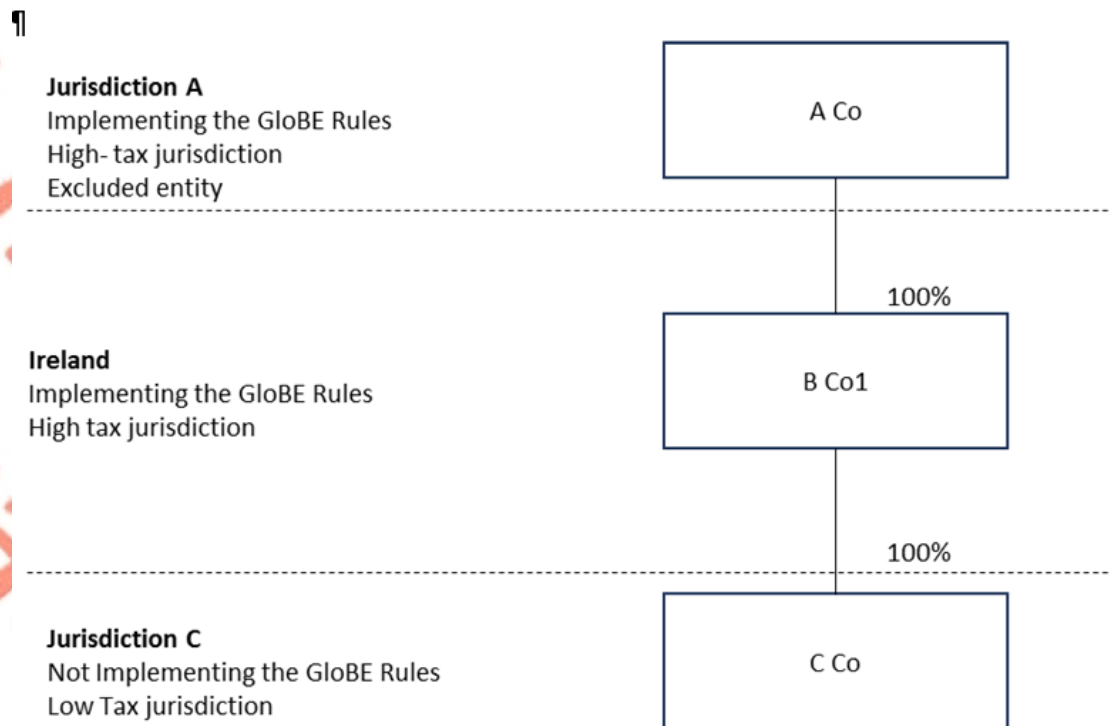 ¶
Jurisdiction A
Implementing the GloBE Rules
High- tax jurisdiction
Excluded entity
A Co
100%
Ireland
Implementing the GloBE Rules
High tax jurisdiction
B Co1
100%
Jurisdiction C
Not Implementing the GloBE Rules
Low Tax jurisdiction
C Co